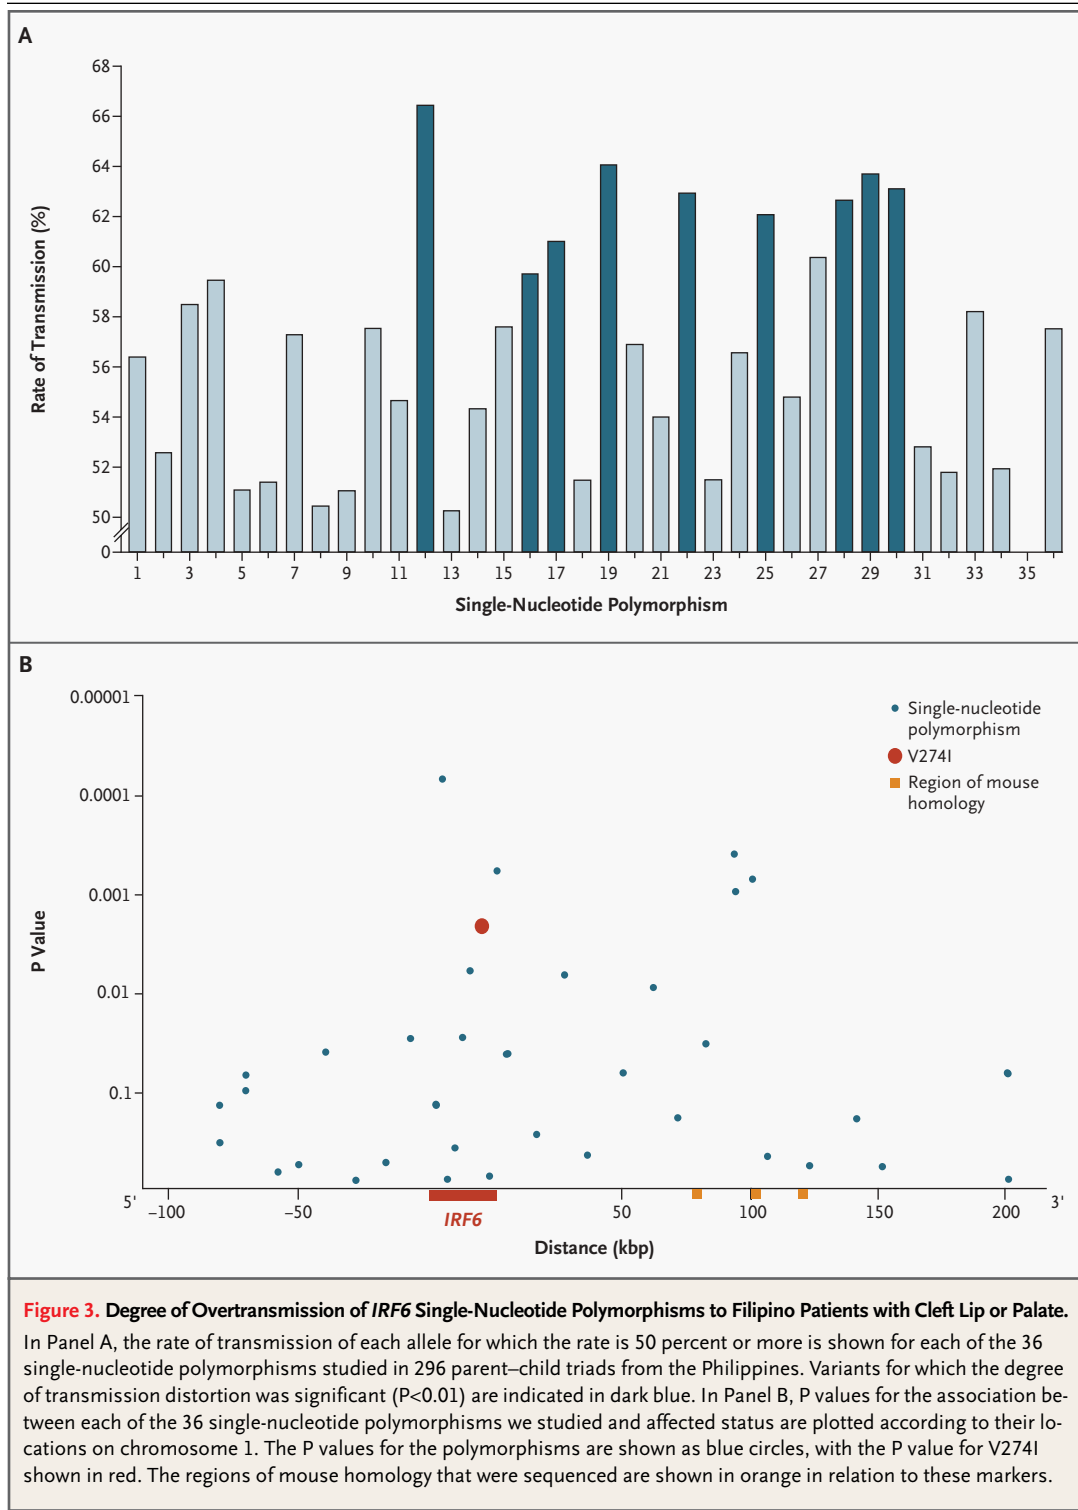 A
68
66
64
62
60
58
56
54
52
50
0
Rate of Transmission (%)
1 3 5 7 9 11 13 15 17 19 21 23 25 27 29 31 33 35
Single-Nucleotide Polymorphism
B
0.00001
0.0001
0.001
0.01
0.1
P Value
Single-nucleotide
polymorphism
V274I
Region of mouse
homology
5' 3'
−100 −50 50 100 150 200
IRF6
Distance (kbp)
Figure 3. Degree of Overtransmission of IRF6 Single-Nucleotide Polymorphisms to Filipino Patients with Cleft Lip or Palate.
In Panel A, the rate of transmission of each allele for which the rate is 50 percent or more is shown for each of the 36
single-nucleotide polymorphisms studied in 296 parent–child triads from the Philippines. Variants for which the degree
of transmission distortion was significant (P<0.01) are indicated in dark blue. In Panel B, P values for the association be-
tween each of the 36 single-nucleotide polymorphisms we studied and affected status are plotted according to their lo-
cations on chromosome 1. The P values for the polymorphisms are shown as blue circles, with the P value for V274I
shown in red. The regions of mouse homology that were sequenced are shown in orange in relation to these markers.